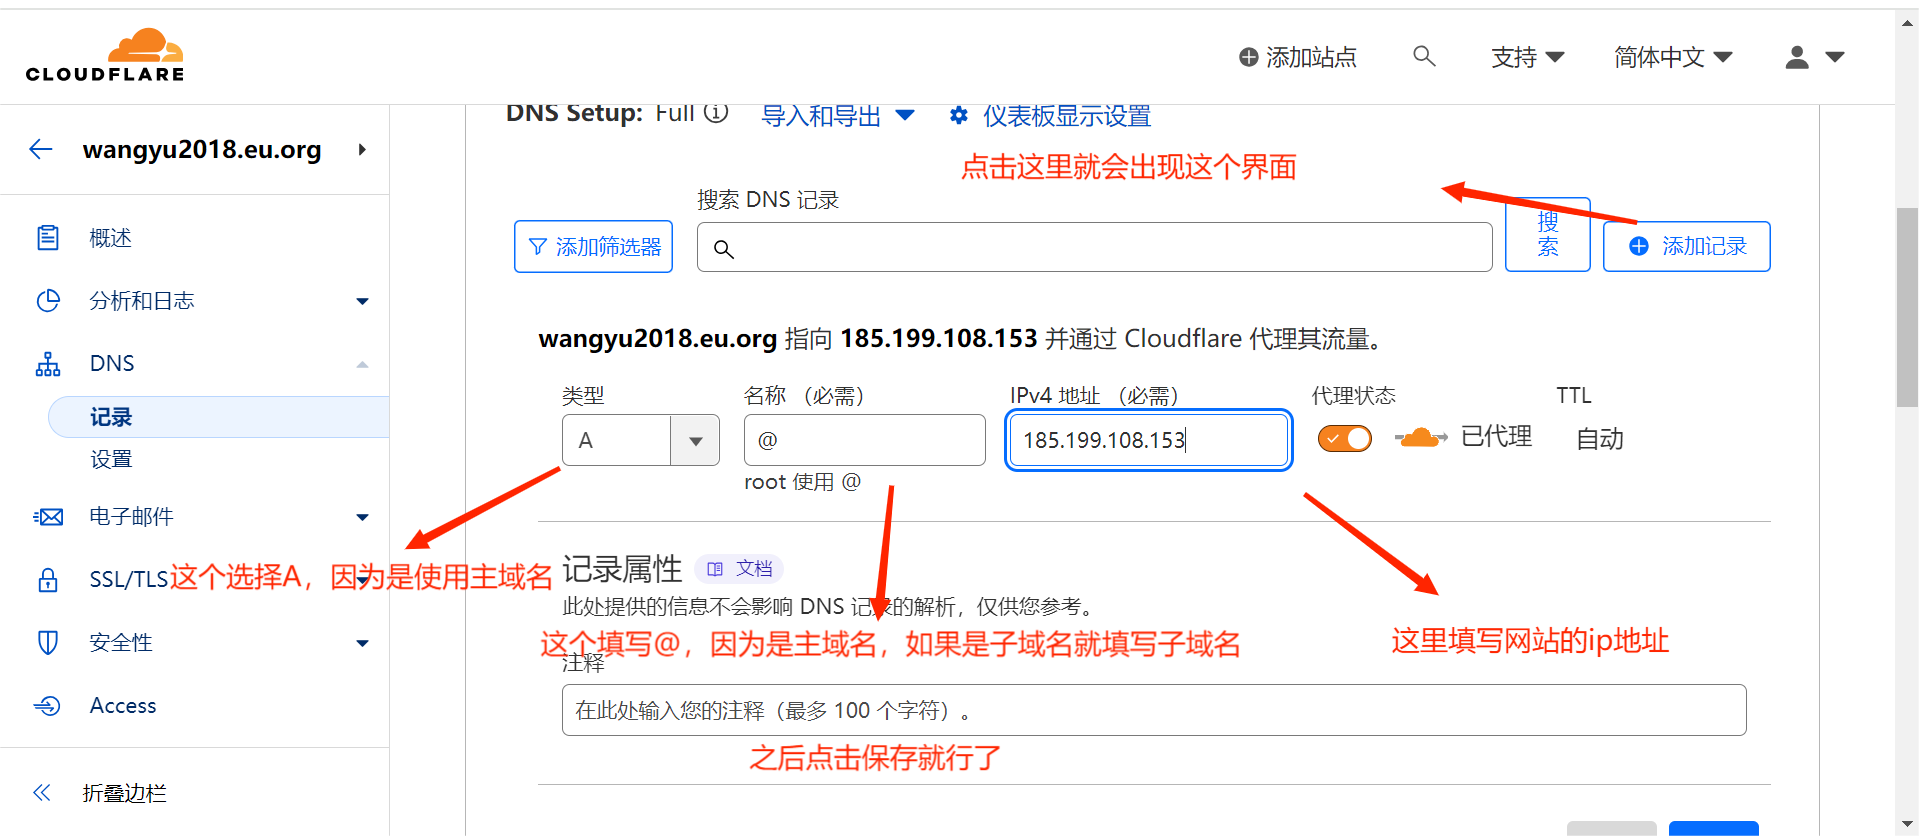 CLOUDFLARE
添加站点
支持
简体中文
wangyu2018.eu.org
DNS Setup: Full
导入和导出
仪表板显示设置
点击这里就会出现这个界面
搜索 DNS 记录
添加筛选器
搜
索
添加记录
概述
分析和日志
DNS
记录
设置
电子邮件
SSL/TLS
安全性
Access
折叠边栏
wangyu2018.eu.org 指向 185.199.108.153 并通过 Cloudflare 代理其流量。
类型
名称 （必需）
IPv4 地址 （必需）
代理状态
TTL
A
@
185.199.108.153
已代理
自动
root 使用 @
这个选择A，因为是使用主域名
记录属性
文档
此处提供的信息不会影响 DNS 记录的解析，仅供您参考。
这个填写@，因为是主域名，如果是子域名就填写子域名
这里填写网站的ip地址
注释
在此处输入您的注释（最多 100 个字符）。
之后点击保存就行了